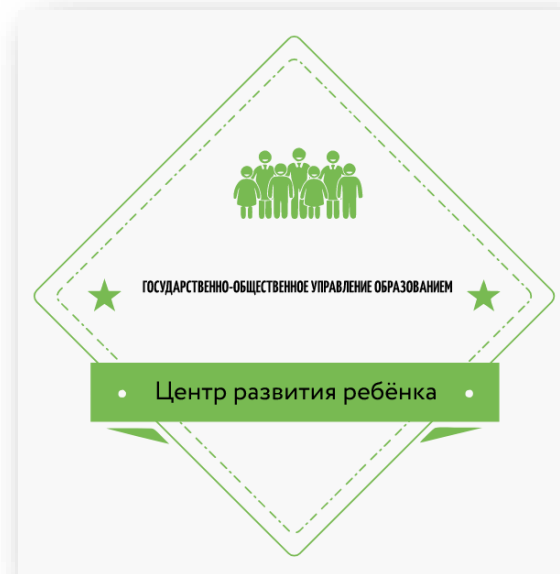 ГОСУДАРСТВЕННО-ОБЩЕСТВЕННОЕ УПРАВЛЕНИЕ ОБРАЗОВАНИЕМ
Центр развития ребёнка